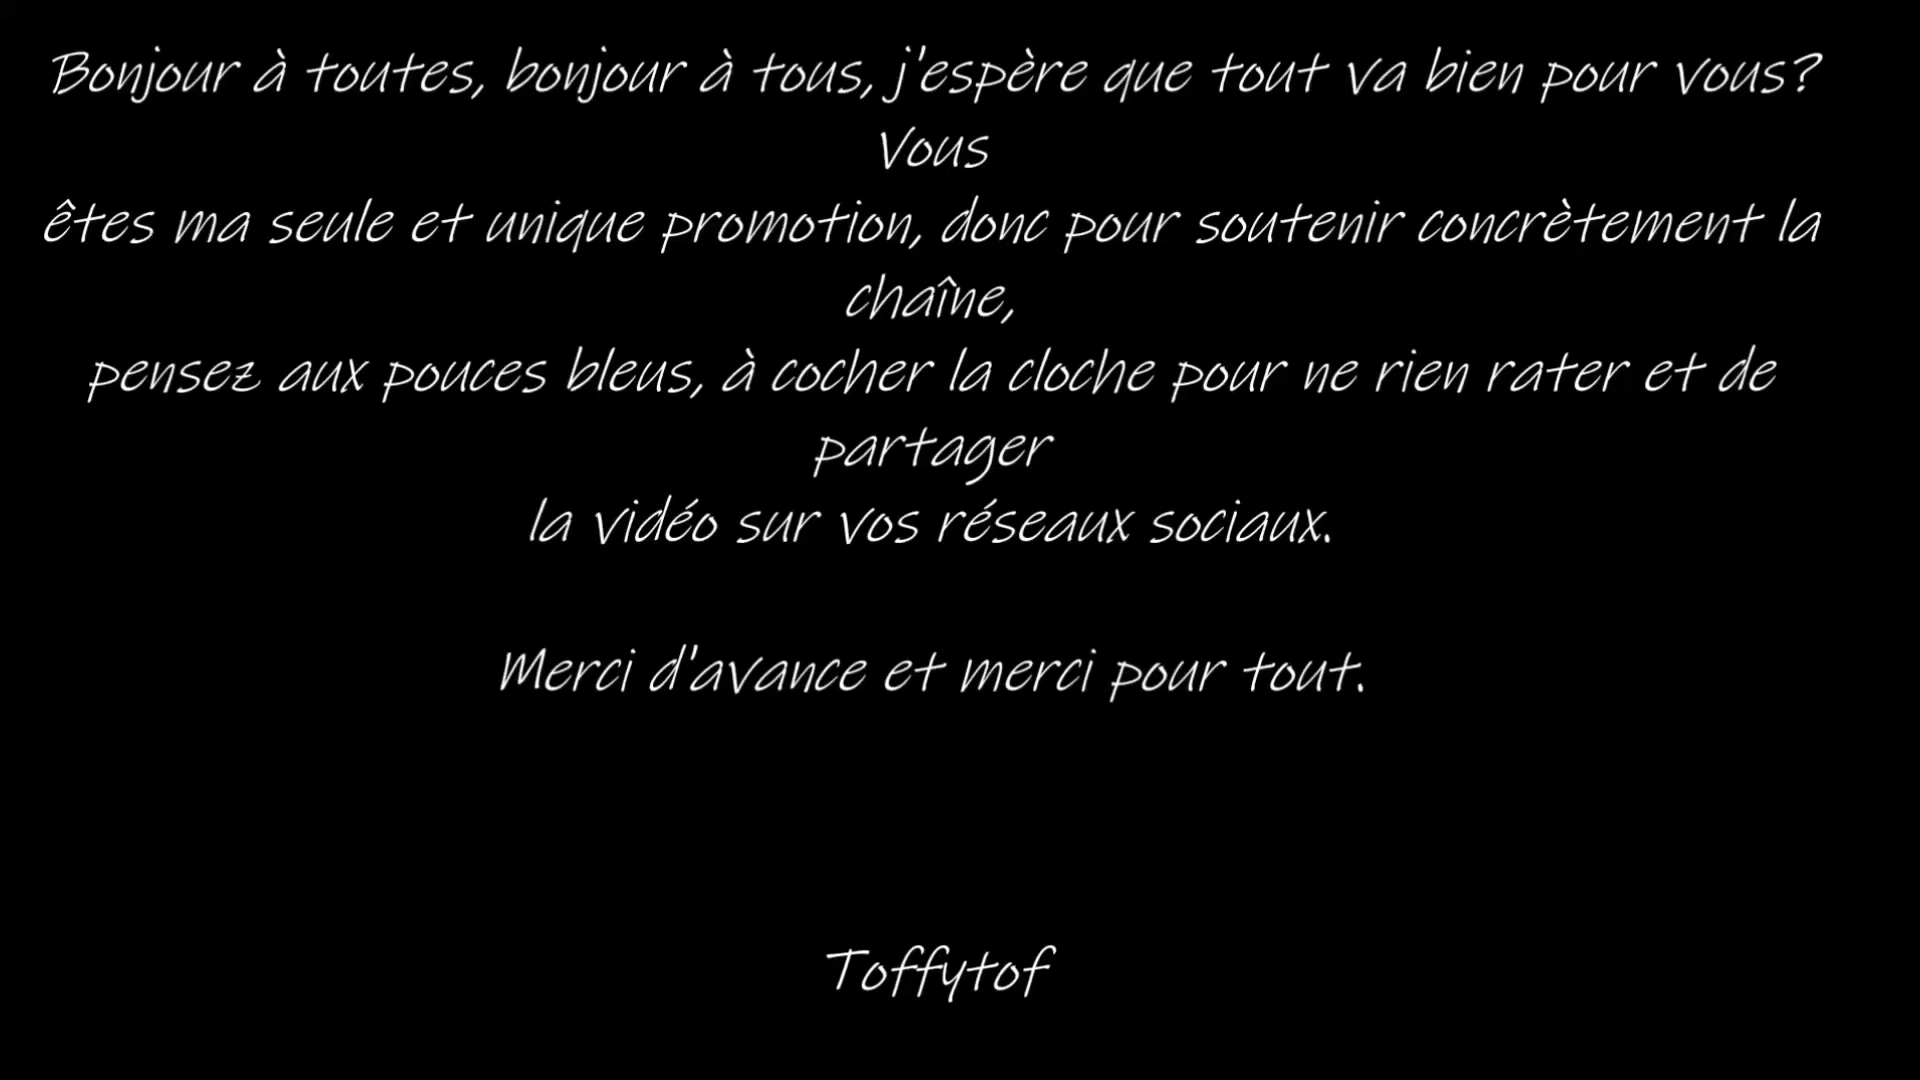 Bonjour à toutes, bonjour à tous, j'espère que tout va bien pour vous?
Vous
êtes ma seule et unique promotion, donc pour soutenir concrètement la
chaîne,
pensez aux pouces bleus, à cocher la cloche pour ne rien rater et de
partager
la vidéo sur vos réseaux sociaux.
Merci d'avance et merci pour tout.
Toffytof